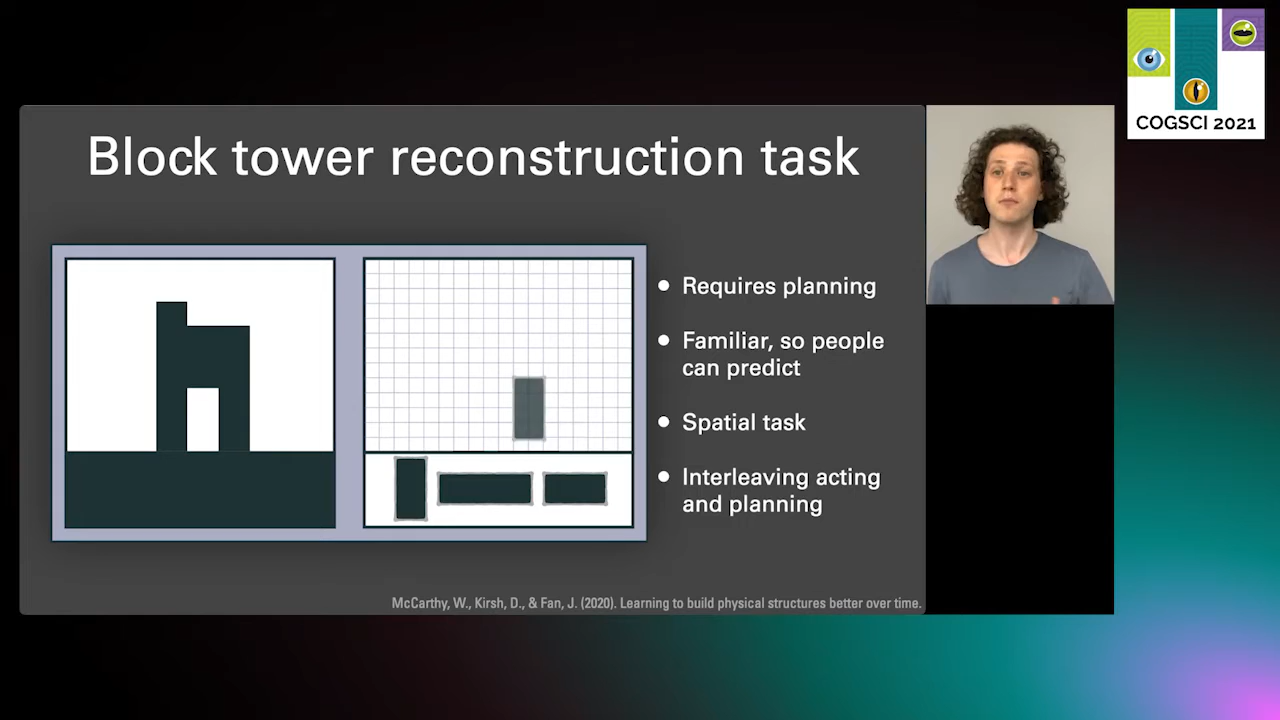 COGSCI 2021
Block tower reconstruction task
Requires planning
Familiar, so people
can predict
Spatial task
Interleaving acting
and planning
McCarthy, W., Kirsh, D., & Fan, J. (2020). Learning to build physical structures better over time.